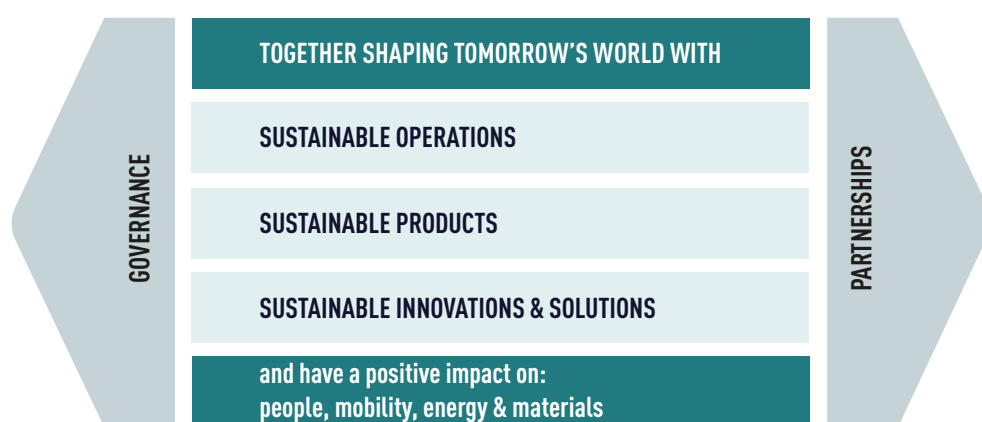 TOGETHER SHAPING TOMORROW’S WORLD WITH
GOVERNANCE
SUSTAINABLE OPERATIONS
SUSTAINABLE PRODUCTS
SUSTAINABLE INNOVATIONS & SOLUTIONS
PARTNERSHIPS
and have a positive impact on:
people, mobility, energy & materials